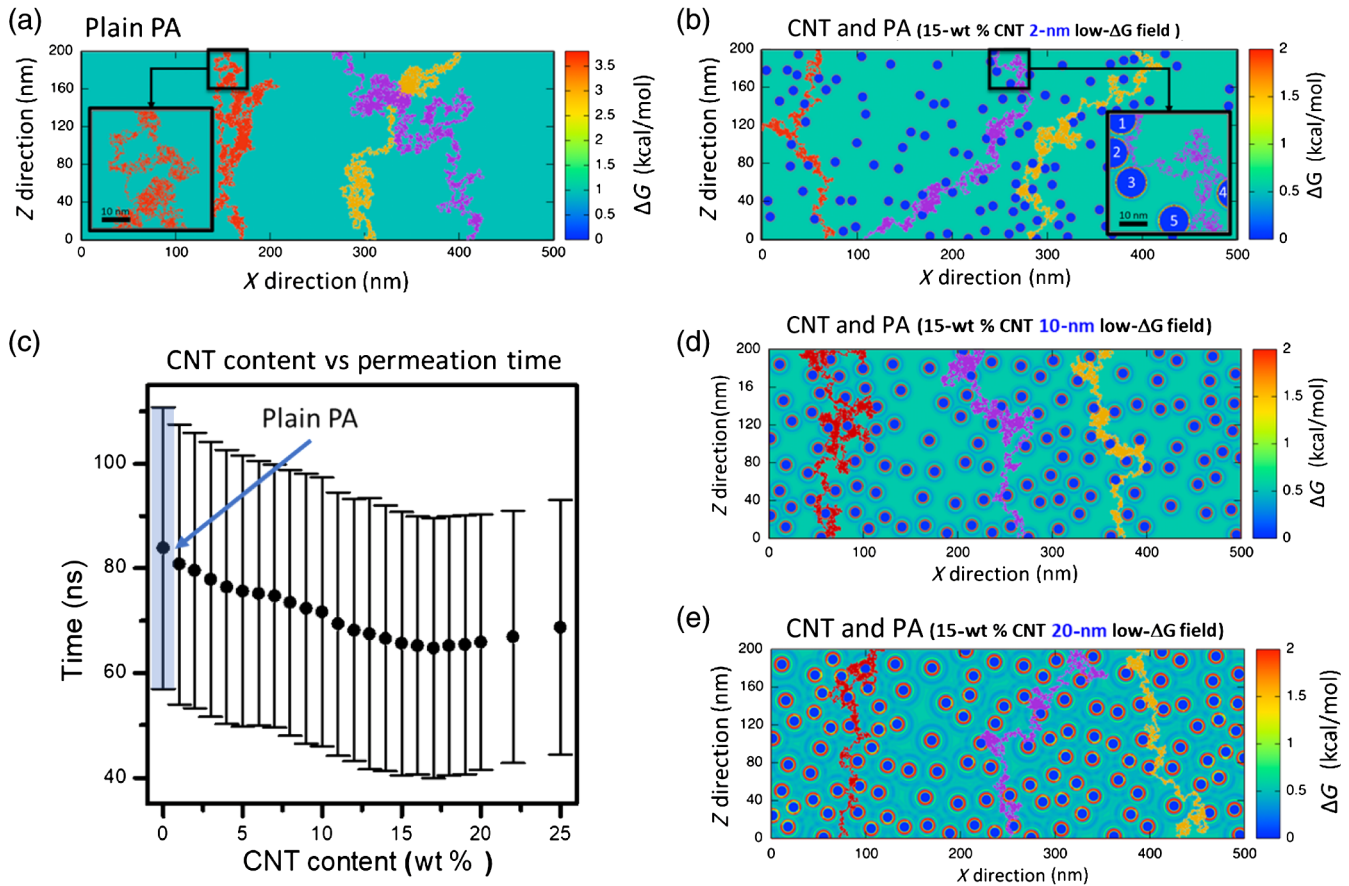 (a)
Plain PA
200
160
120
80
40
0
Z direction (nm)
10 nm
0 100 200 300 400 500
X direction (nm)
3.5
3
2.5
2
1.5
1
0.5
0
ΔG (kcal/mol)
(b)
CNT and PA (15-wt % CNT 2-nm low-ΔG field )
200
160
120
80
40
0
Z direction (nm)
1
2
3
4
5
10 nm
0 100 200 300 400 500
X direction (nm)
2
1.5
1
0.5
0
ΔG (kcal/mol)
(c)
CNT content vs permeation time
Plain PA
100
80
60
40
Time (ns)
0 5 10 15 20 25
CNT content (wt % )
(d)
CNT and PA (15-wt % CNT 10-nm low-ΔG field)
200
16
120
80
40
0
Z direction(nm)
0 100 200 300 400 500
X direction (nm)
2
1.5
1
0.5
0
ΔG (kcal/mol)
(e)
CNT and PA (15-wt % CNT 20-nm low-ΔG field)
200
160
120
80
40
0
Z direction (nm)
0 100 200 300 400 500
X direction (nm)
2
1.5
1
0.5
0
ΔG (kcal/mol)